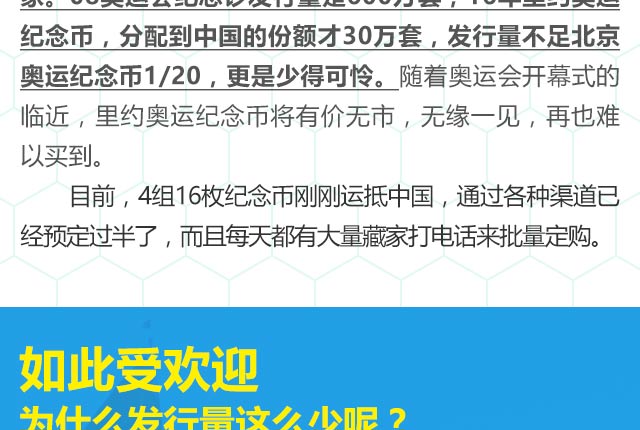 家。08奥运会纪念钞发行量是600万套，16年里约奥运
纪念币，分配到中国的份额才30万套，发行量不足北京
奥运纪念币1/20，更是少得可怜。随着奥运会开幕式的
临近，里约奥运纪念币将有价无市，无缘一见，再也难
以买到。
目前，4组16枚纪念币刚刚运抵中国，通过各种渠道已
经预定过半了，而且每天都有大量藏家打电话来批量定购。
如此受欢迎
为什么发行量这么少呢？